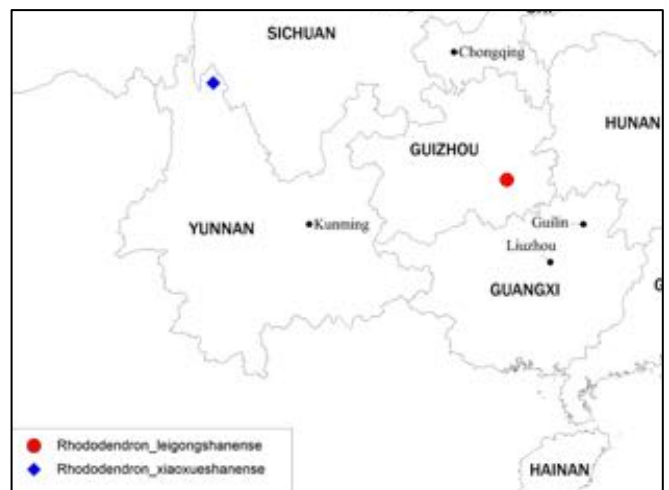 SICHUAN
Chongqing
HUNAN
GUIZHOU
YUNNAN
Kunming
Guilin
Liuzhou
GUANGXI
G
Rhododendron_leigongshanense
Rhododendron_xiaoxueshanense
HAINAN